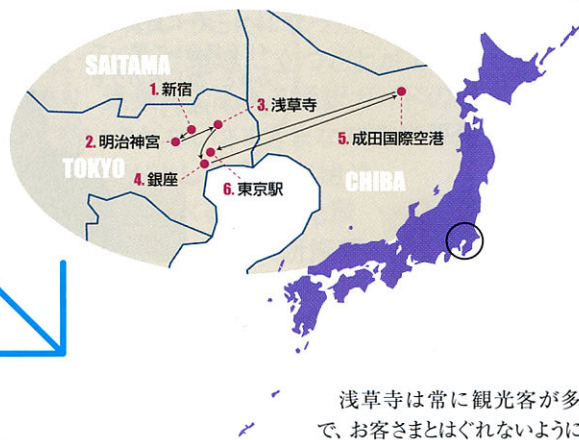 SAITAMA
1.新宿
3.浅草寺
2.明治神宮
5.成田国際空港
TOKYO
4.銀座
6.東京駅
CHIBA
浅草寺は常に観光客が多
で、お客さまとはぐれないように